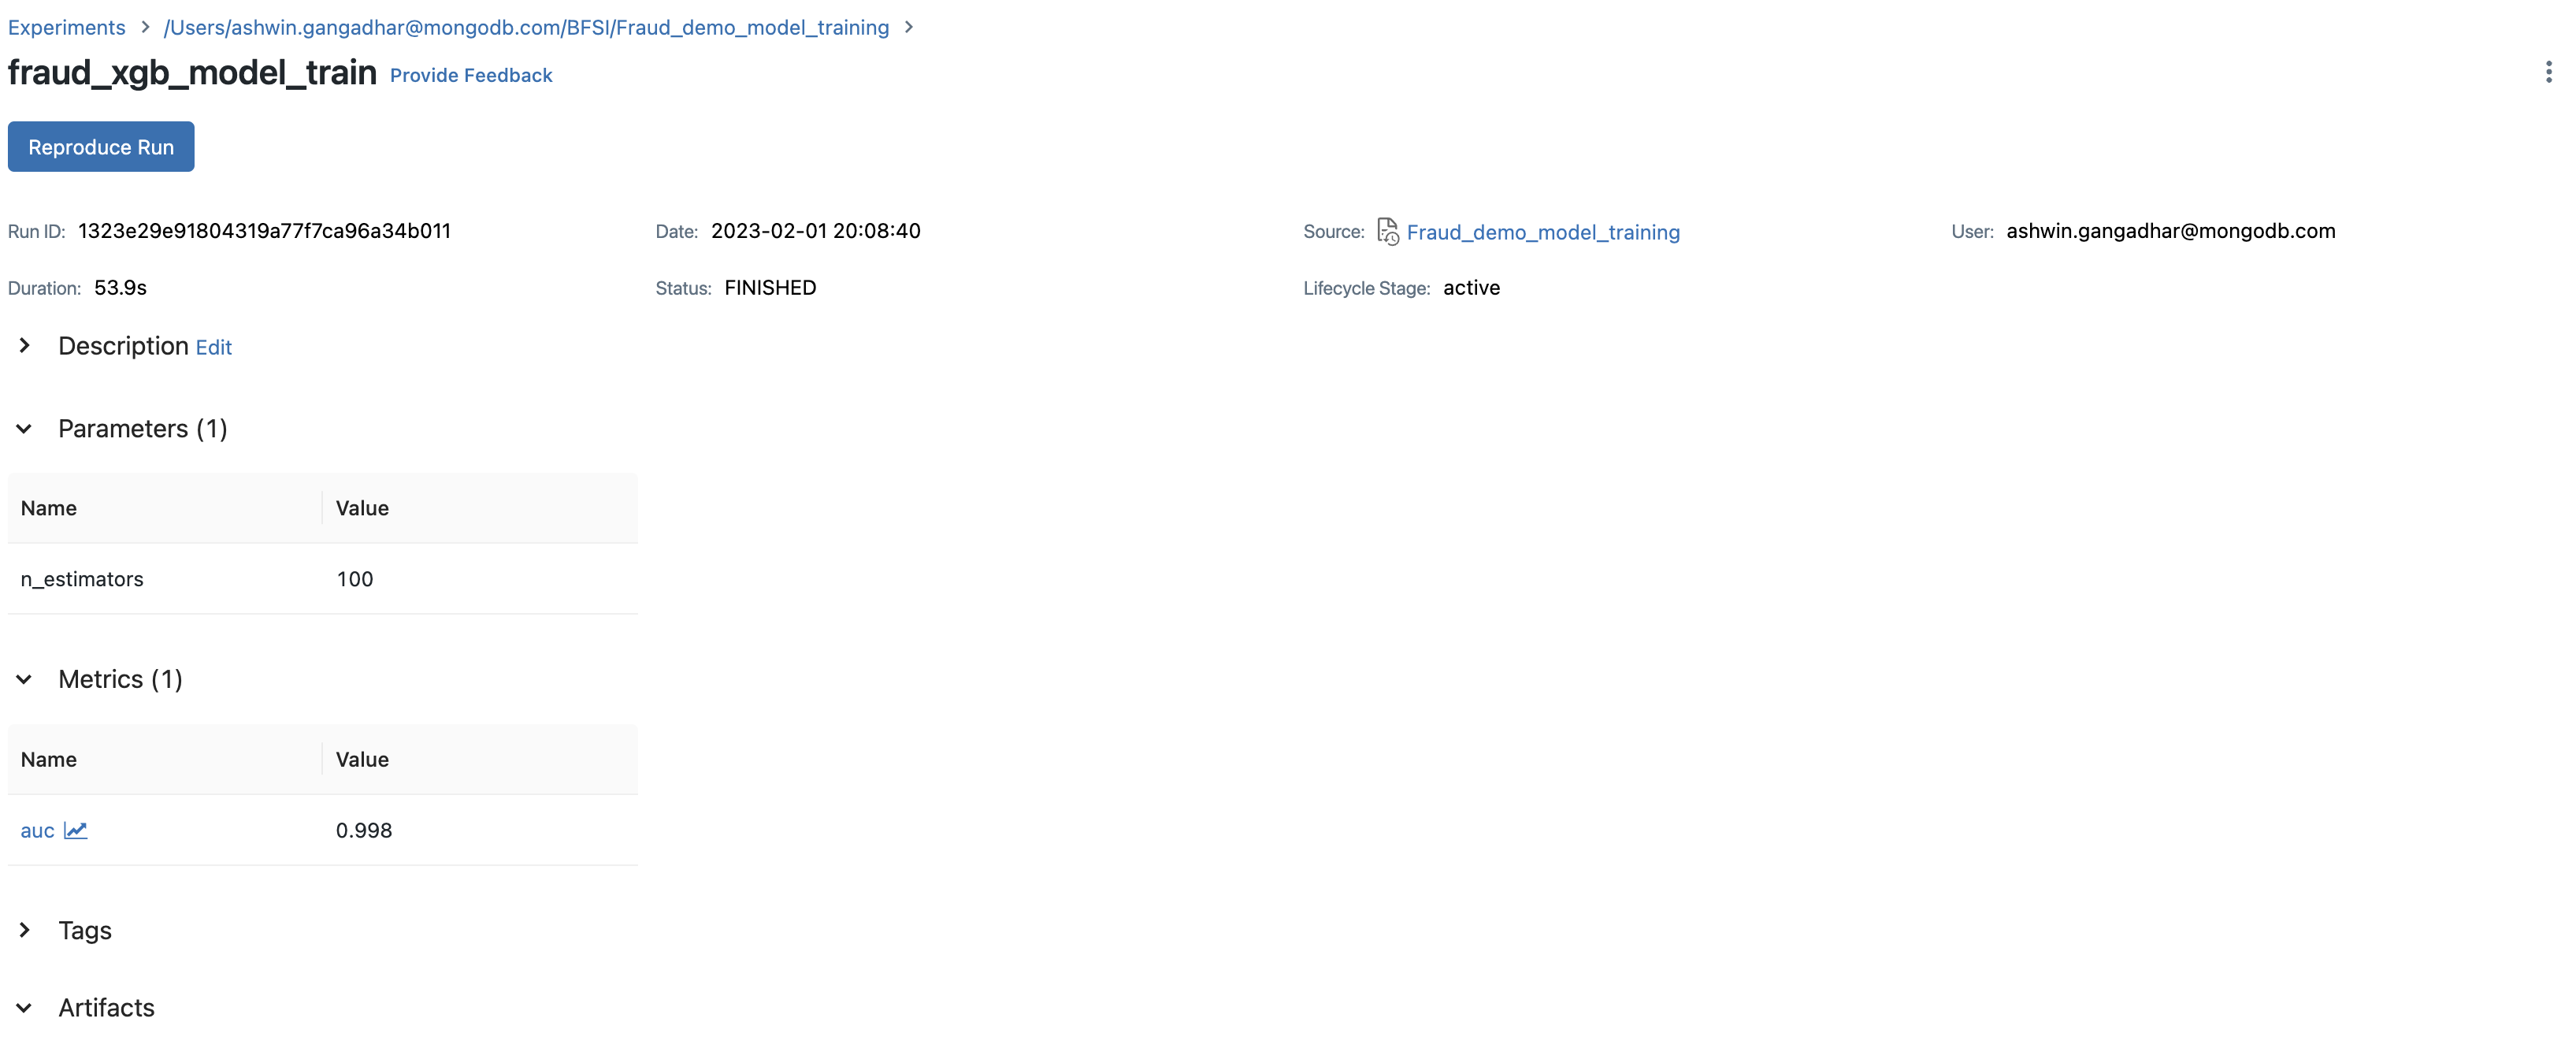 Experiments > /Users/ashwin.gangadhar@mongodb.com/BFSI/Fraud_demo_model_training >
fraud_xgb_model_train Provide Feedback
Reproduce Run
Run ID: 1323e29e91804319a77f7ca96a34b011 Date: 2023-02-01 20:08:40 Source: Fraud_demo_model_training User: ashwin.gangadhar@mongodb.com
Duration: 53.9s Status: FINISHED Lifecycle Stage: active
Description Edit
Parameters (1)
Name Value
n_estimators 100
Metrics (1)
Name Value
auc 0.998
Tags
Artifacts